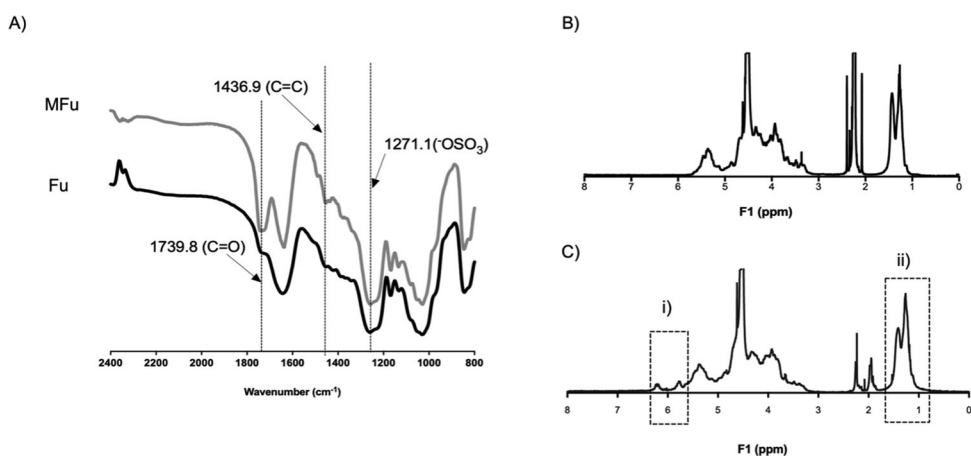 A)
MFu
Fu
1436.9 (C=C)
1271.1(⁻OSO₃)
1739.8 (C=O)
2400 2200 2000 1800 1600 1400 1200 1000 800
Wavenumber (cm⁻¹)
B)
8 7 6 5 4 3 2 1 0
F1 (ppm)
C)
i)
ii)
8 7 6 5 4 3 2 1 0
F1 (ppm)